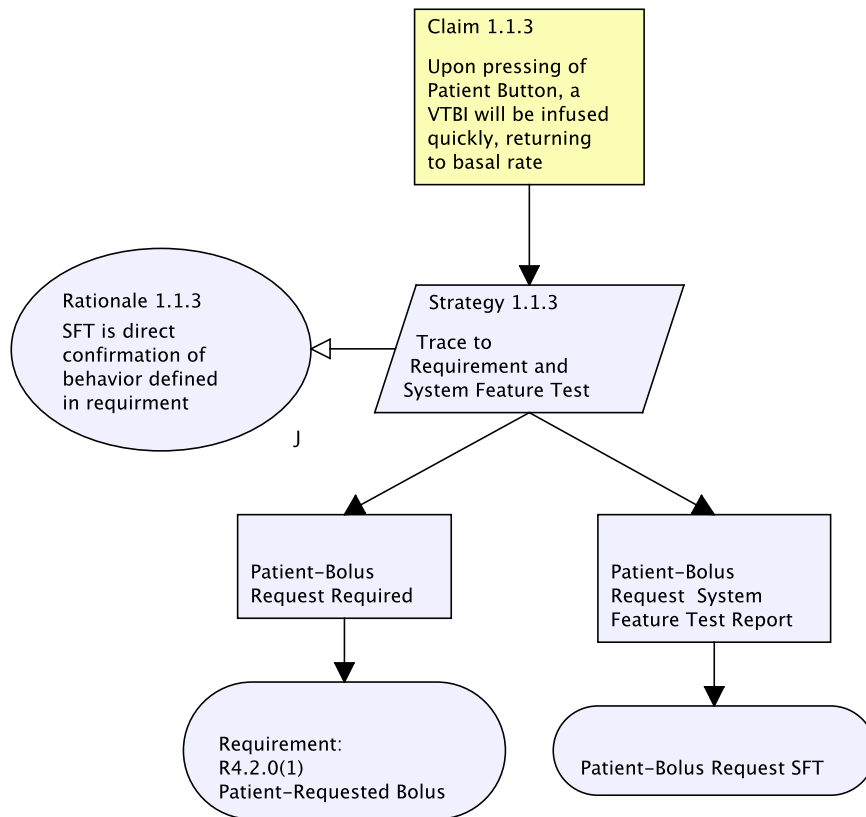 Claim 1.1.3
Upon pressing of
Patient Button, a
VTBI will be infused
quickly, returning
to basal rate
Rationale 1.1.3
SFT is direct
confirmation of
behavior defined
in requirment
J
Strategy 1.1.3
Trace to
Requirement and
System Feature Test
Patient-Bolus
Request Required
Patient-Bolus
Request System
Feature Test Report
Requirement:
R4.2.0(1)
Patient-Requested Bolus
Patient-Bolus Request SFT